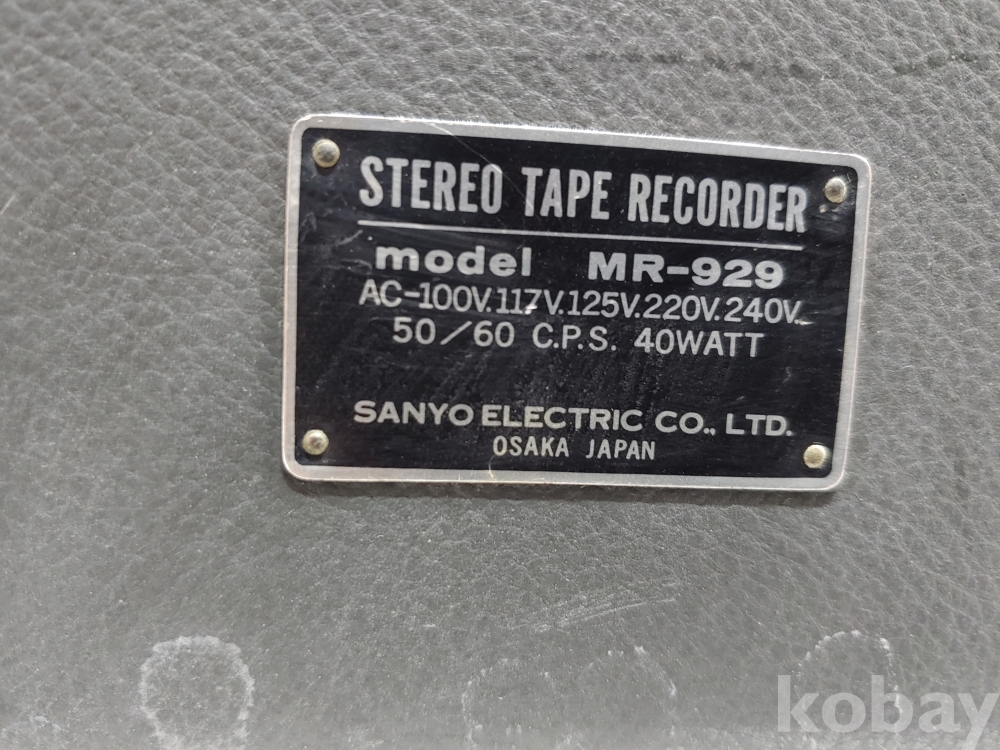 STEREO TAPE RECORDER
model MR-929
AC-100V.117V.125V.220V.240V.
50/60 C.P.S. 40WATT
SANYO ELECTRIC CO., LTD.
OSAKA JAPAN
kobay